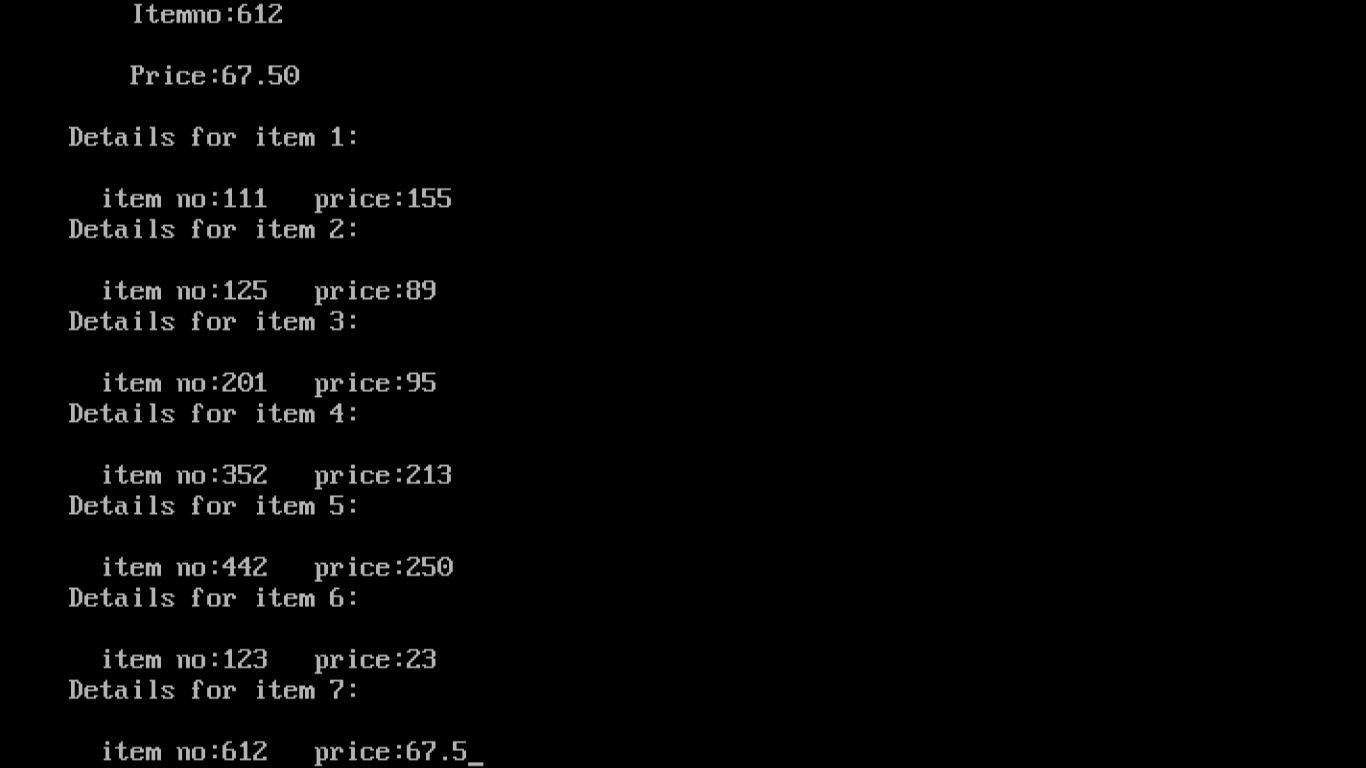 Itemno:612
Price:67.50
Details for item 1:
item no:111   price:155
Details for item 2:
item no:125   price:89
Details for item 3:
item no:201   price:95
Details for item 4:
item no:352   price:213
Details for item 5:
item no:442   price:250
Details for item 6:
item no:123   price:23
Details for item 7:
item no:612   price:67.5_